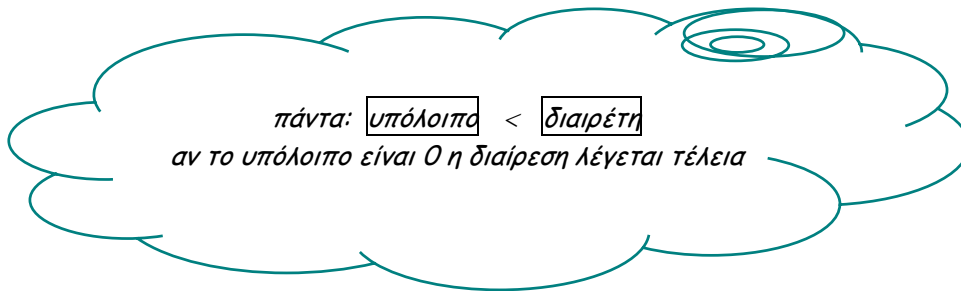 πάντα: υπόλοιπο < διαιρέτη
αν το υπόλοιπο είναι 0 η διαίρεση λέγεται τέλεια